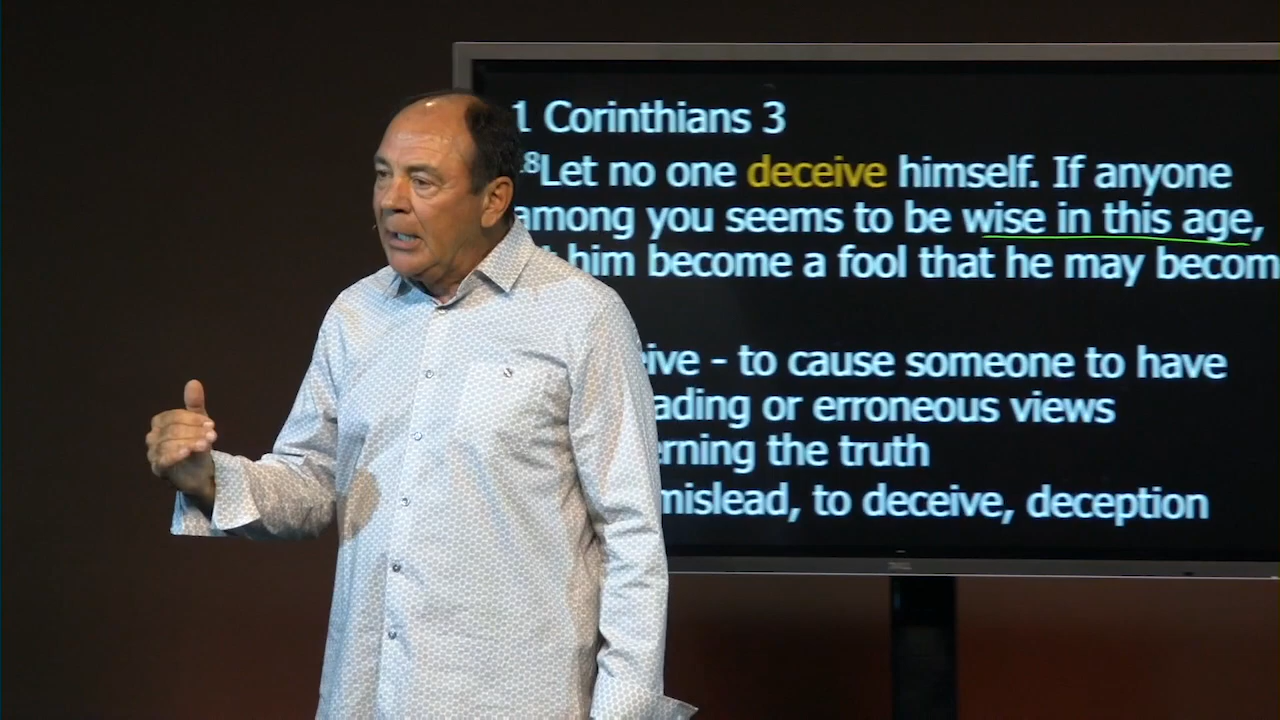 1 Corinthians 3
18Let no one deceive himself. If anyone
among you seems to be wise in this age,
him become a fool that he may becom
eive - to cause someone to have
ading or erroneous views
erning the truth
mislead, to deceive, deception
DELL